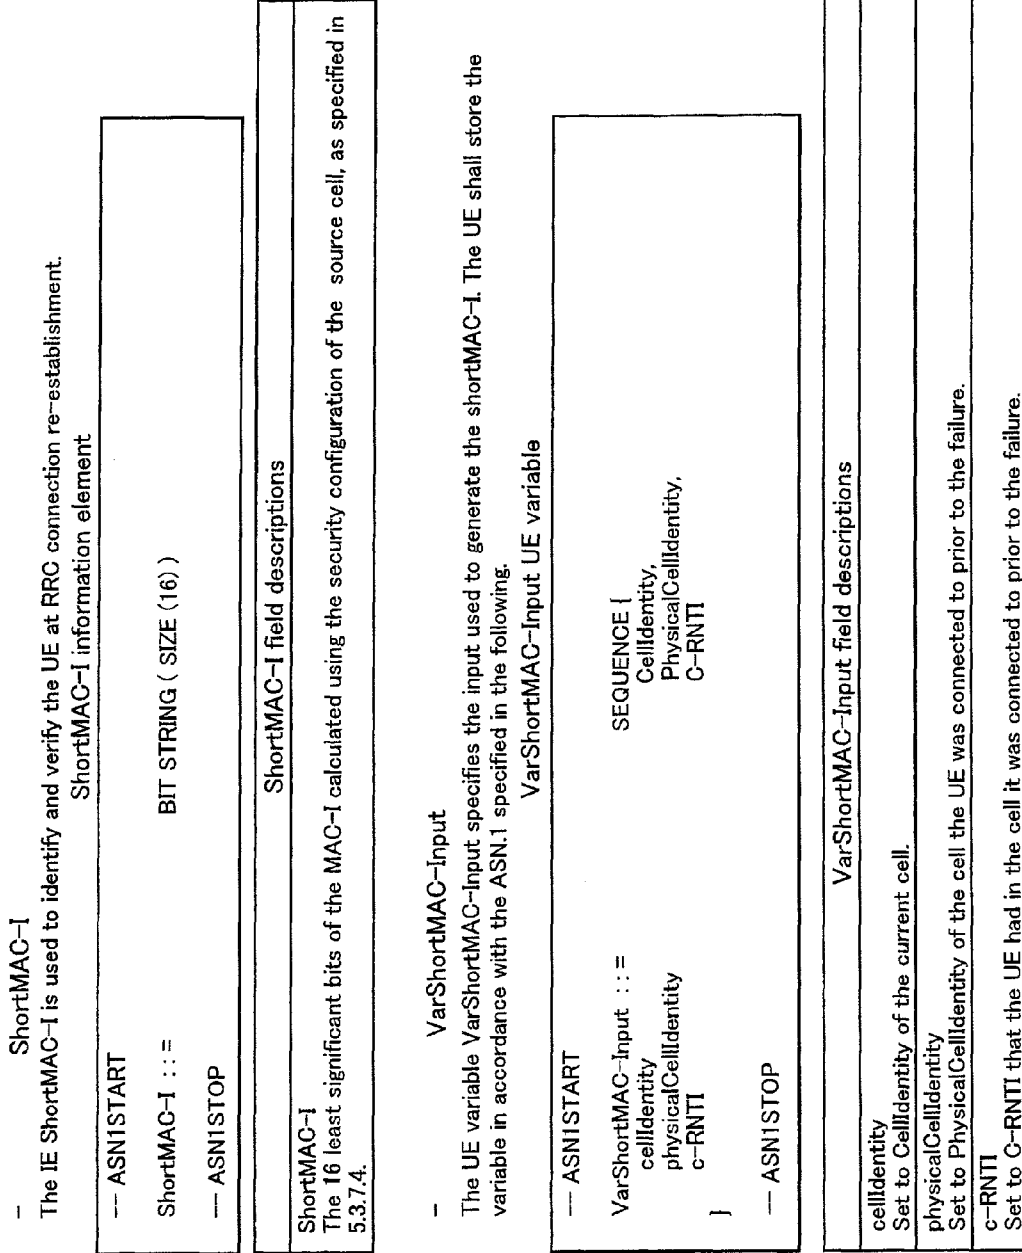 – ShortMAC-I
The IE ShortMAC-I is used to identify and verify the UE at RRC connection re-establishment.
ShortMAC-I information element
-- ASN1START
ShortMAC-I ::= BIT STRING ( SIZE (16) )
-- ASN1STOP
ShortMAC-I field descriptions
ShortMAC-I
The 16 least significant bits of the MAC-I calculated using the security configuration of the source cell, as specified in
5.3.7.4.
– VarShortMAC-Input
The UE variable VarShortMAC-Input specifies the input used to generate the shortMAC-I. The UE shall store the
variable in accordance with the ASN.1 specified in the following.
VarShortMAC-Input UE variable
-- ASN1START
VarShortMAC-Input ::= SEQUENCE {
cellIdentity CellIdentity,
physicalCellIdentity PhysicalCellIdentity,
c-RNTI C-RNTI
}
-- ASN1STOP
VarShortMAC-Input field descriptions
cellIdentity
Set to CellIdentity of the current cell.
physicalCellIdentity
Set to PhysicalCellIdentity of the cell the UE was connected to prior to the failure.
c-RNTI
Set to C-RNTI that the UE had in the cell it was connected to prior to the failure.